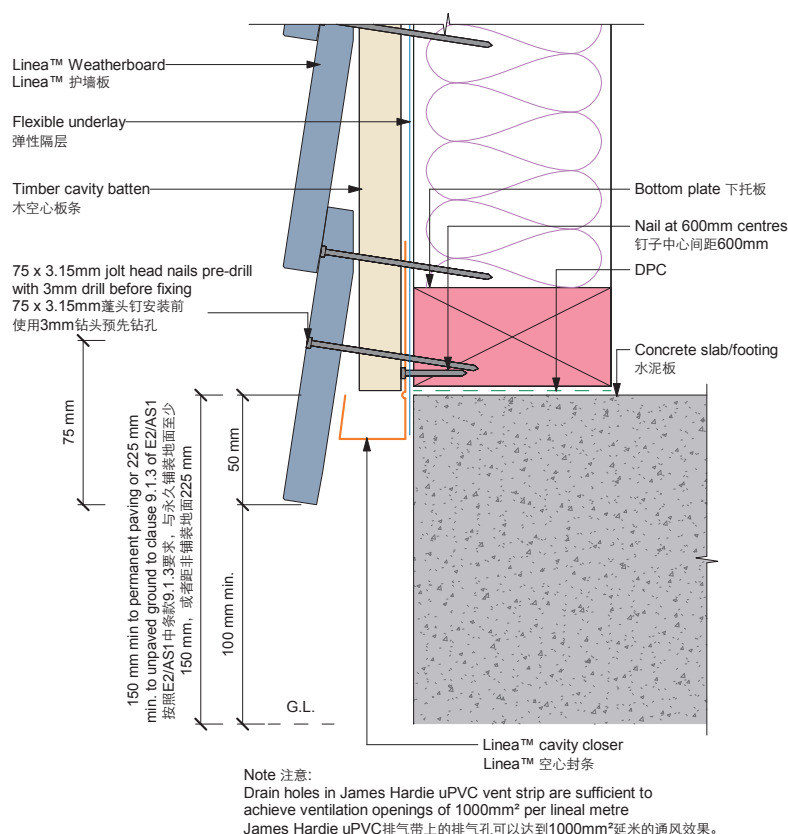 Linea™ Weatherboard
Linea™ 护墙板
Flexible underlay
弹性隔层
Timber cavity batten
木空心板条
75 x 3.15mm jolt head nails pre-drill
with 3mm drill before fixing
75 x 3.15mm蓬头钉安装前
使用3mm钻头预先钻孔
Bottom plate 下托板
Nail at 600mm centres
钉子中心间距600mm
DPC
Concrete slab/footing
水泥板
75 mm
150 mm min to permanent paving or 225 mm
min. to unpaved ground to clause 9.1.3 of E2/AS1
按照E2/AS1中条款9.1.3要求，与永久铺装地面至少
150 mm，或者距非铺装地面225 mm
50 mm
100 mm min.
G.L.
Linea™ cavity closer
Linea™ 空心封条
Note 注意:
Drain holes in James Hardie uPVC vent strip are sufficient to
achieve ventilation openings of 1000mm² per lineal metre
James Hardie uPVC排气带上的排气孔可以达到1000mm²延米的通风效果。